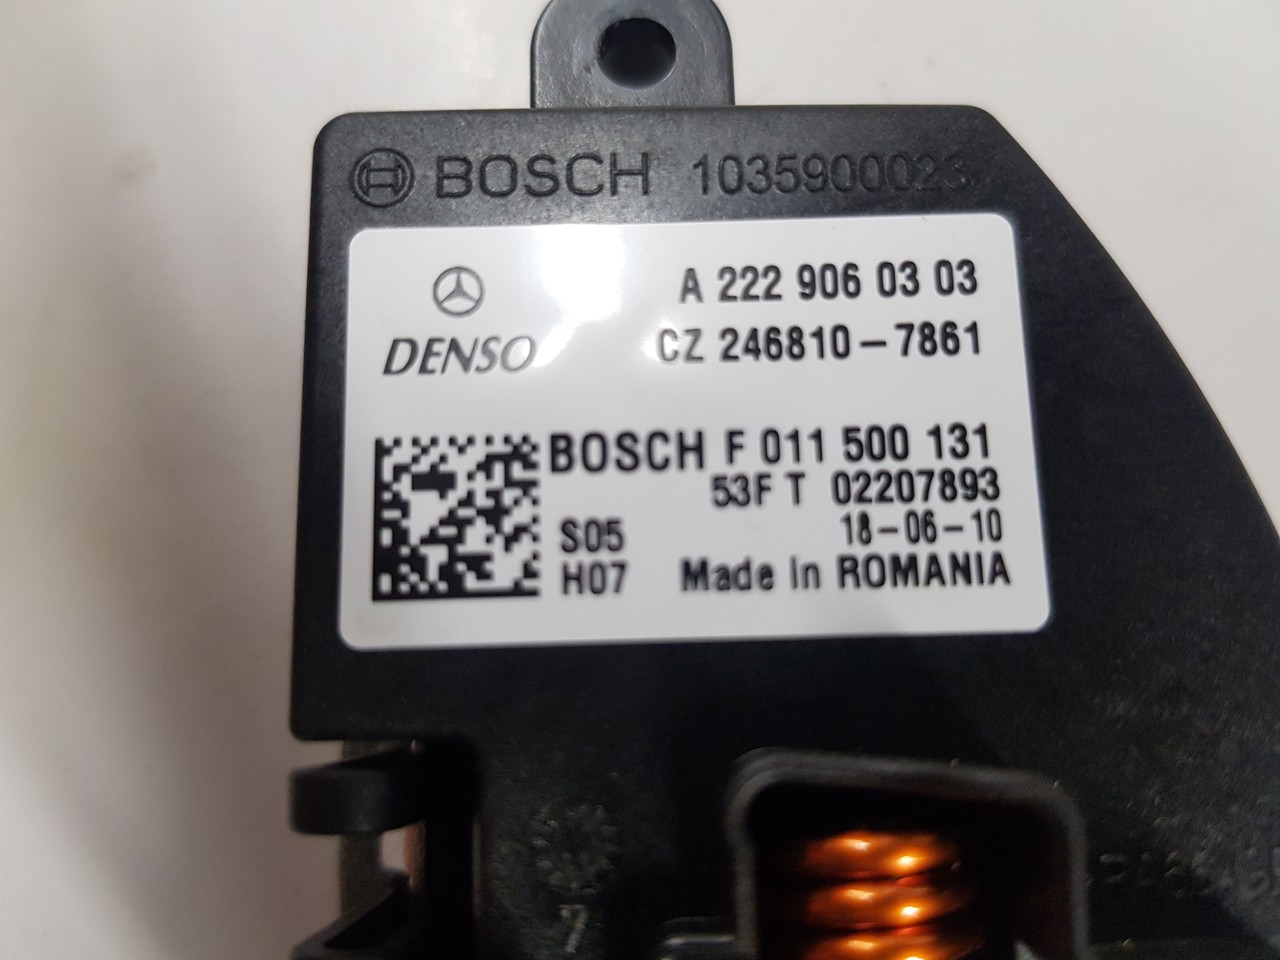 BOSCH 1035900023
A 222 906 03 03
DENSO CZ 246810-7861
BOSCH F 011 500 131
53F T 02207893
S05 18-06-10
H07 Made in ROMANIA
7